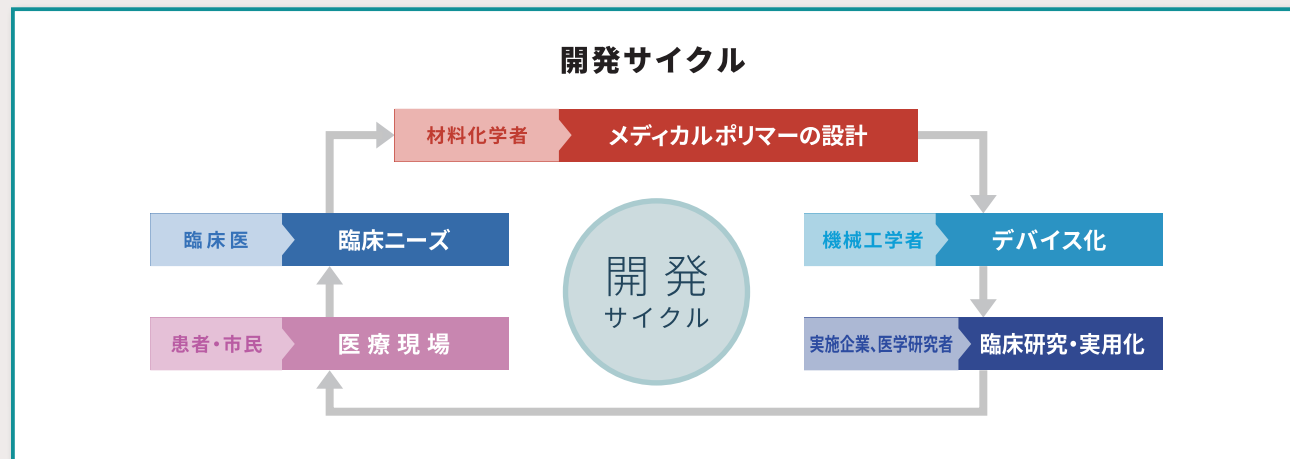 開発サイクル
材料化学者 メディカルポリマーの設計
臨床医 臨床ニーズ
機械工学者 デバイス化
開発
サイクル
患者・市民 医療現場
実施企業、医学研究者 臨床研究・実用化